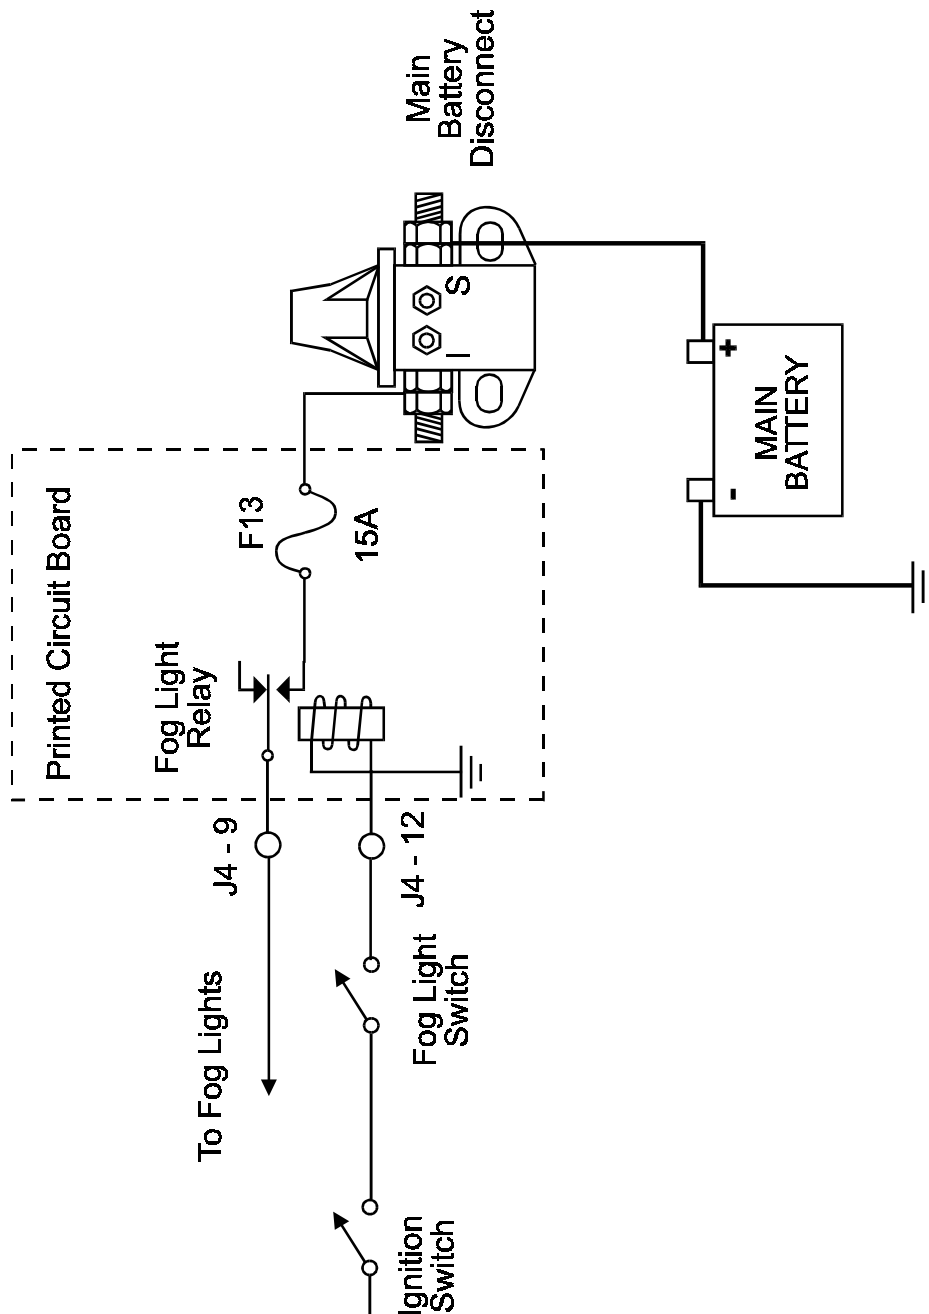 Printed Circuit Board
To Fog Lights
J4 - 9
Fog Light
Relay
F13
15A
Ignition
Switch
Fog Light
Switch
J4 - 12
I
S
Main
Battery
Disconnect
-
+
MAIN
BATTERY